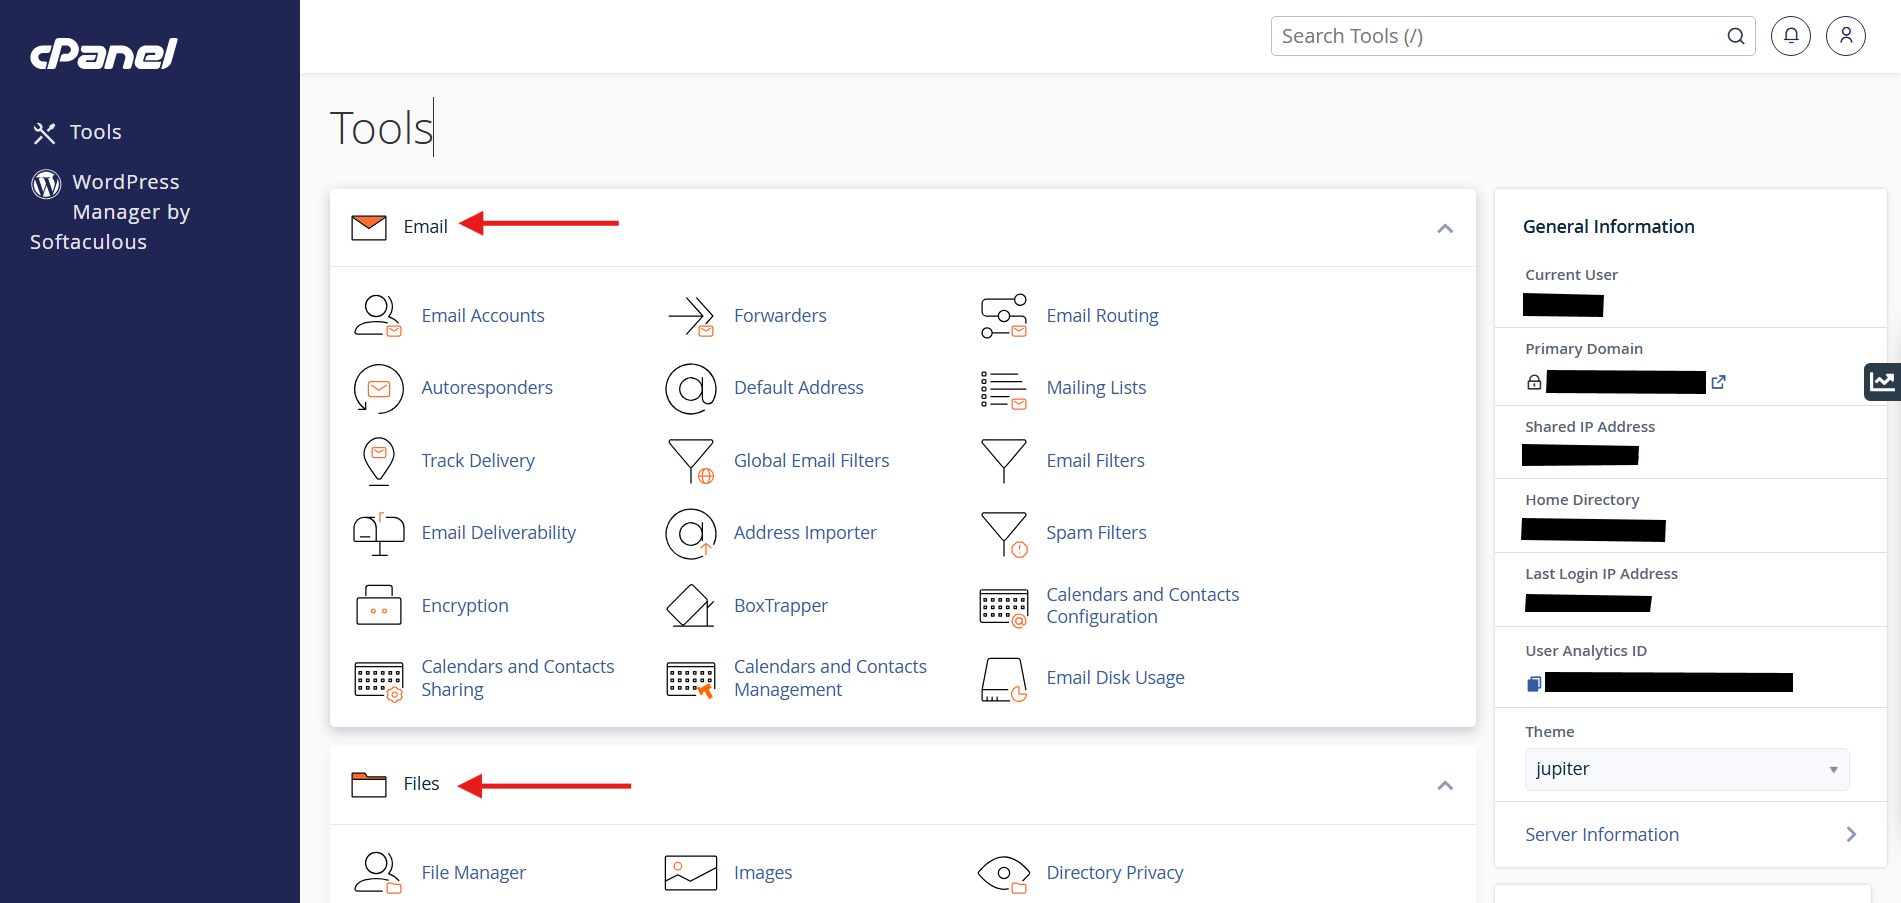 cPanel
Tools
WordPress
Manager by
Softaculous
Search Tools (/)
Tools
Email
Email Accounts
Forwarders
Email Routing
Autoresponders
Default Address
Mailing Lists
Track Delivery
Global Email Filters
Email Filters
Email Deliverability
Address Importer
Spam Filters
Encryption
BoxTrapper
Calendars and Contacts
Configuration
Calendars and Contacts
Sharing
Calendars and Contacts
Management
Email Disk Usage
Files
File Manager
Images
Directory Privacy
General Information
Current User
Primary Domain
Shared IP Address
Home Directory
Last Login IP Address
User Analytics ID
Theme
jupiter
Server Information